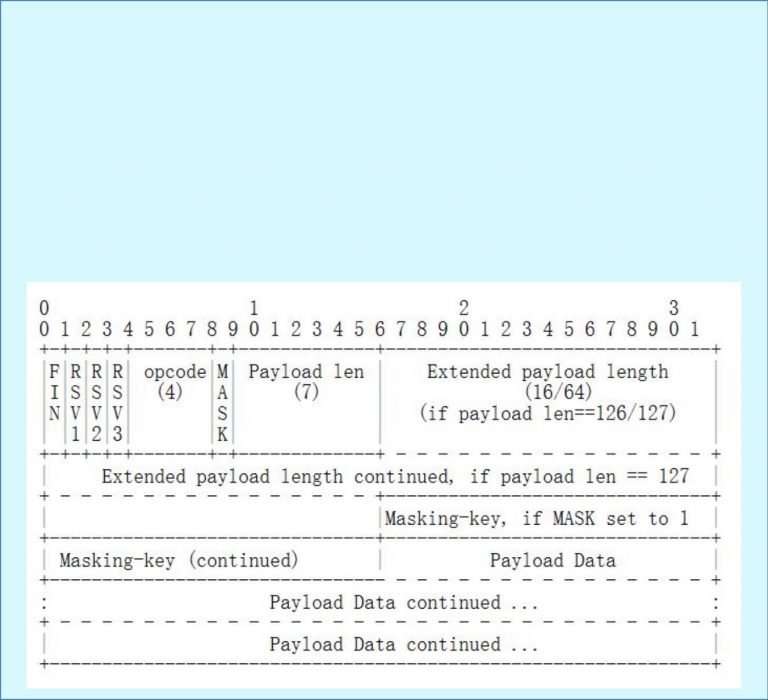 0                   1                   2                   3
0 1 2 3 4 5 6 7 8 9 0 1 2 3 4 5 6 7 8 9 0 1 2 3 4 5 6 7 8 9 0 1
+-+-+-+-+-------+-+-------------+-------------------------------+
|F|R|R|R| opcode|M| Payload len |    Extended payload length    |
|I|S|S|S|  (4)  |A|     (7)     |             (16/64)           |
|N|V|V|V|       |S|             |   (if payload len==126/127)   |
| |1|2|3|       |K|             |                               |
+-+-+-+-+-------+-+-------------+ - - - - - - - - - - - - - - - +
|     Extended payload length continued, if payload len == 127  |
+ - - - - - - - - - - - - - - - +-------------------------------+
|                               |Masking-key, if MASK set to 1  |
+-------------------------------+-------------------------------+
| Masking-key (continued)       |          Payload Data         |
+-------------------------------- - - - - - - - - - - - - - - - +
:                     Payload Data continued ...                :
+ - - - - - - - - - - - - - - - - - - - - - - - - - - - - - - - +
|                     Payload Data continued ...                |
+---------------------------------------------------------------+